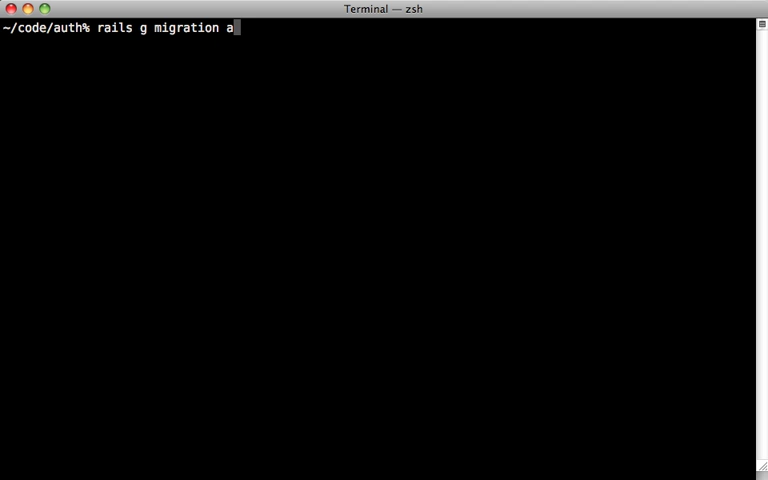 Terminal — zsh
~/code/auth% rails g migration a